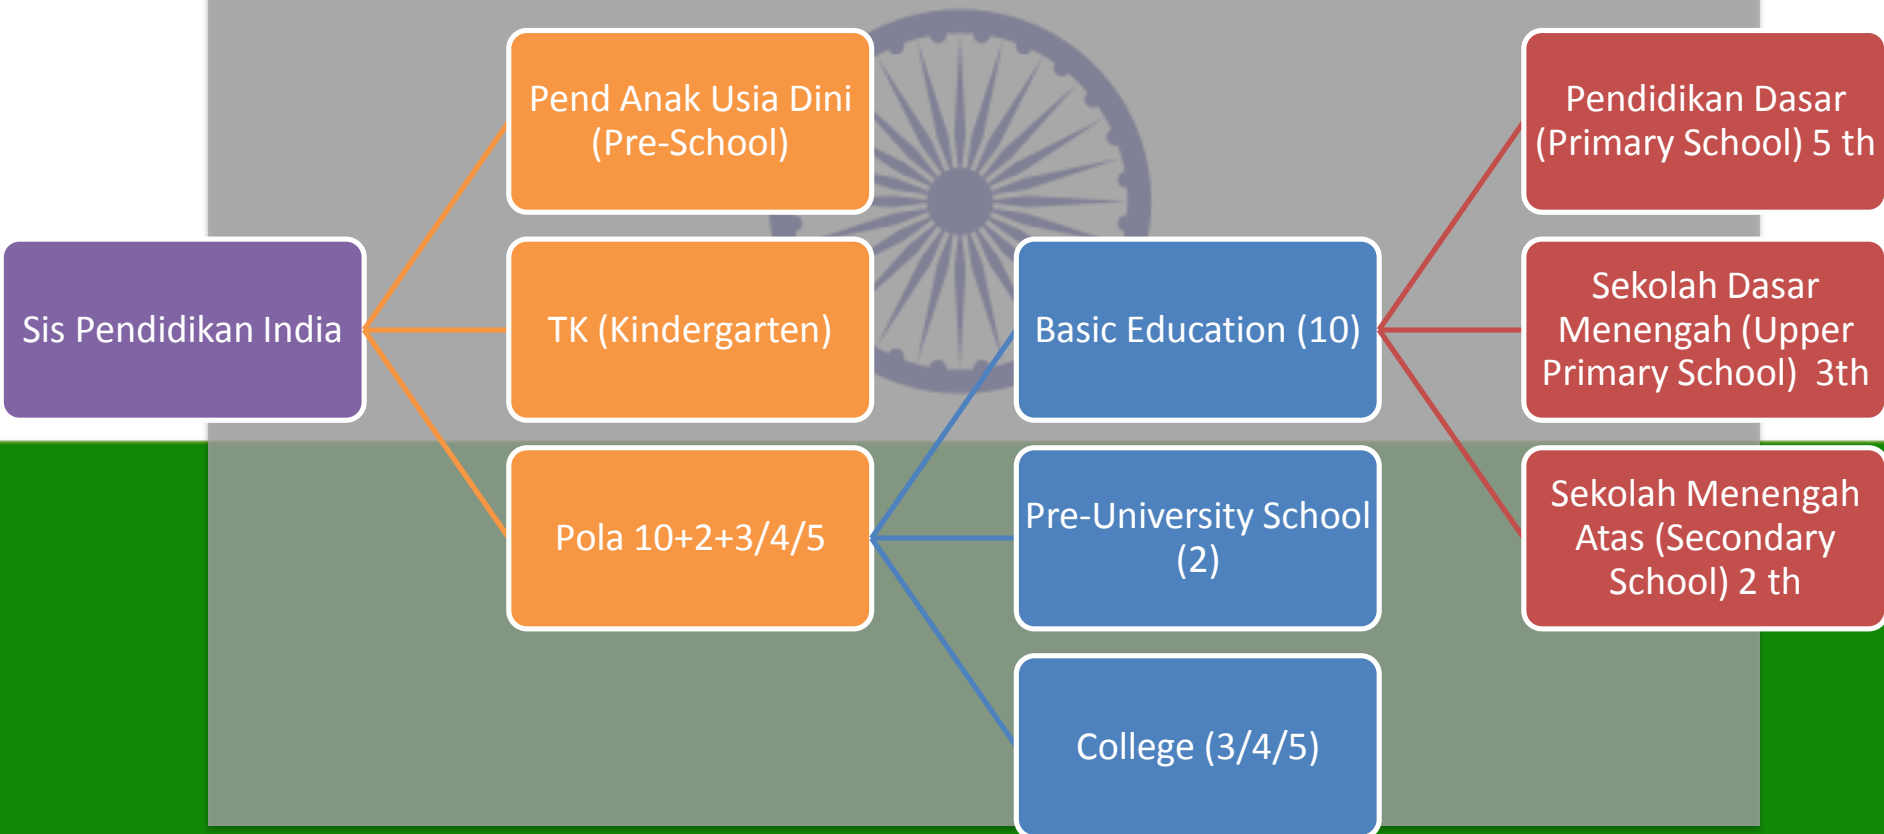 Sis Pendidikan India
Pend Anak Usia Dini
(Pre-School)
TK (Kindergarten)
Pola 10+2+3/4/5
Basic Education (10)
Pre-University School
(2)
College (3/4/5)
Pendidikan Dasar
(Primary School) 5 th
Sekolah Dasar
Menengah (Upper
Primary School)  3th
Sekolah Menengah
Atas (Secondary
School) 2 th